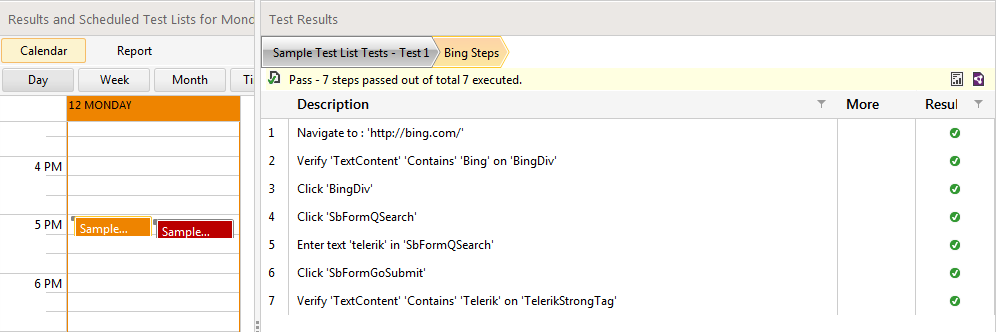 Results and Scheduled Test Lists for Mond
Calendar
Report
Day
Week
Month
Ti
12 MONDAY
4 PM
5 PM
Sample...
Sample...
6 PM
Test Results
Sample Test List Tests - Test 1
Bing Steps
Pass - 7 steps passed out of total 7 executed.
Description More Resul
1 Navigate to : 'http://bing.com/'
2 Verify 'TextContent' 'Contains' 'Bing' on 'BingDiv'
3 Click 'BingDiv'
4 Click 'SbFormQSearch'
5 Enter text 'telerik' in 'SbFormQSearch'
6 Click 'SbFormGoSubmit'
7 Verify 'TextContent' 'Contains' 'Telerik' on 'TelerikStrongTag'